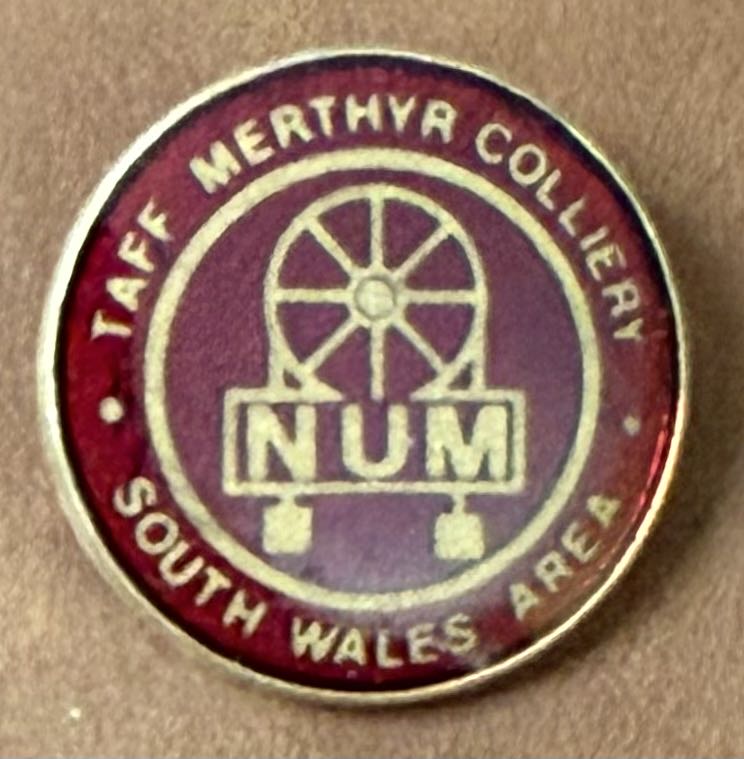 TAFF MERTHYR COLLIERY
NUM
SOUTH WALES AREA